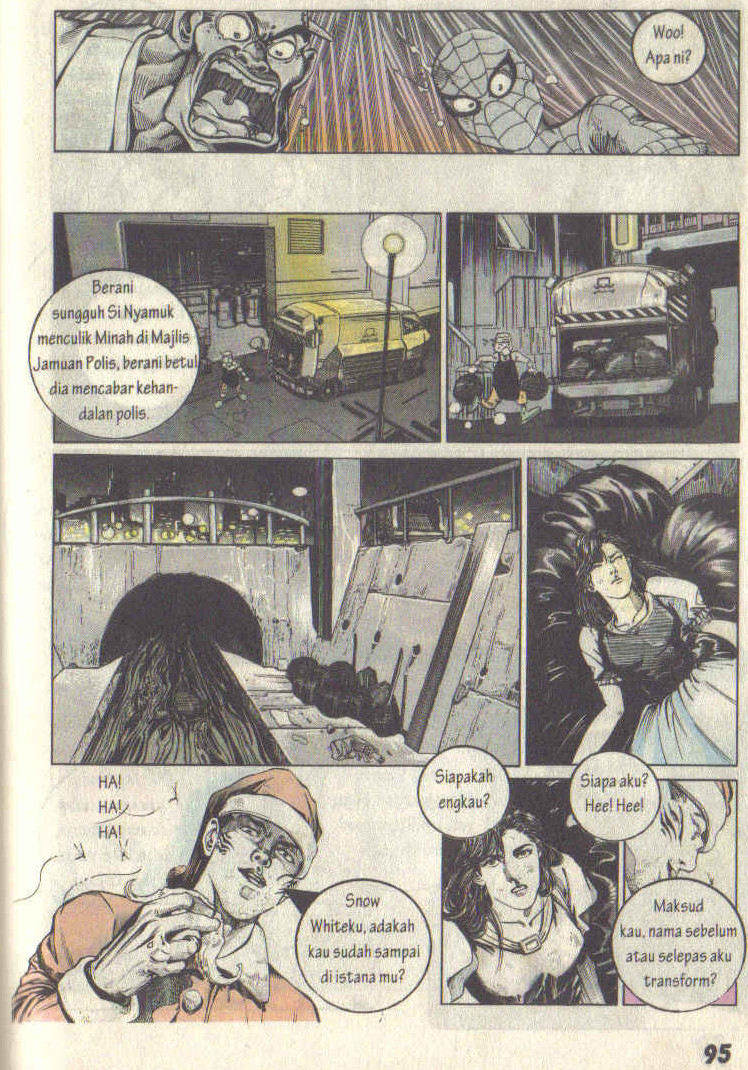 Woo!
Apa ni?
Berani
sungguh Si Nyamuk
menculik Minah di Majlis
Jamuan Polis, berani betul
dia mencabar kehan-
dalan polis.
HA!
HA!
HA!
Snow
Whiteku, adakah
kau sudah sampai
di istana mu?
Siapakah
engkau?
Siapa aku?
Hee! Hee!
Maksud
kau, nama sebelum
atau selepas aku
transform?
95